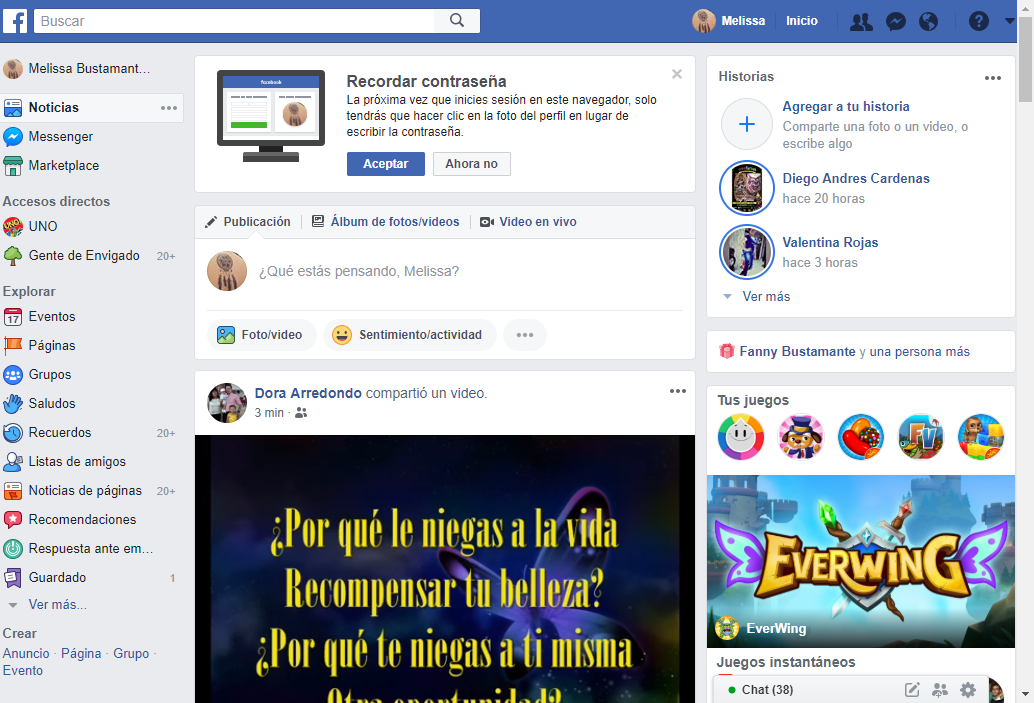 Buscar
Melissa
Inicio
Melissa Bustamant...
Noticias
Messenger
Marketplace
Accesos directos
UNO
Gente de Envigado 20+
Explorar
17 Eventos
Páginas
Grupos
Saludos
Recuerdos 20+
Listas de amigos
Noticias de páginas 20+
Recomendaciones
Respuesta ante em...
Guardado 1
Ver más...
Crear
Anuncio · Página · Grupo ·
Evento
facebook
Recordar contraseña
La próxima vez que inicies sesión en este navegador, solo
tendrás que hacer clic en la foto del perfil en lugar de
escribir la contraseña.
Aceptar
Ahora no
Publicación
Álbum de fotos/videos
Video en vivo
¿Qué estás pensando, Melissa?
Foto/video
Sentimiento/actividad
Dora Arredondo compartió un video.
3 min ·
¿Por qué le niegas a la vida
Recompensar tu belleza?
¿Por qué te niegas a ti misma
Otra oportunidad?
Historias
Agregar a tu historia
Comparte una foto o un video, o
escribe algo
Diego Andres Cardenas
hace 20 horas
Valentina Rojas
hace 3 horas
Ver más
Fanny Bustamante y una persona más
Tus juegos
FV
EVERWING
EverWing
Juegos instantáneos
Chat (38)